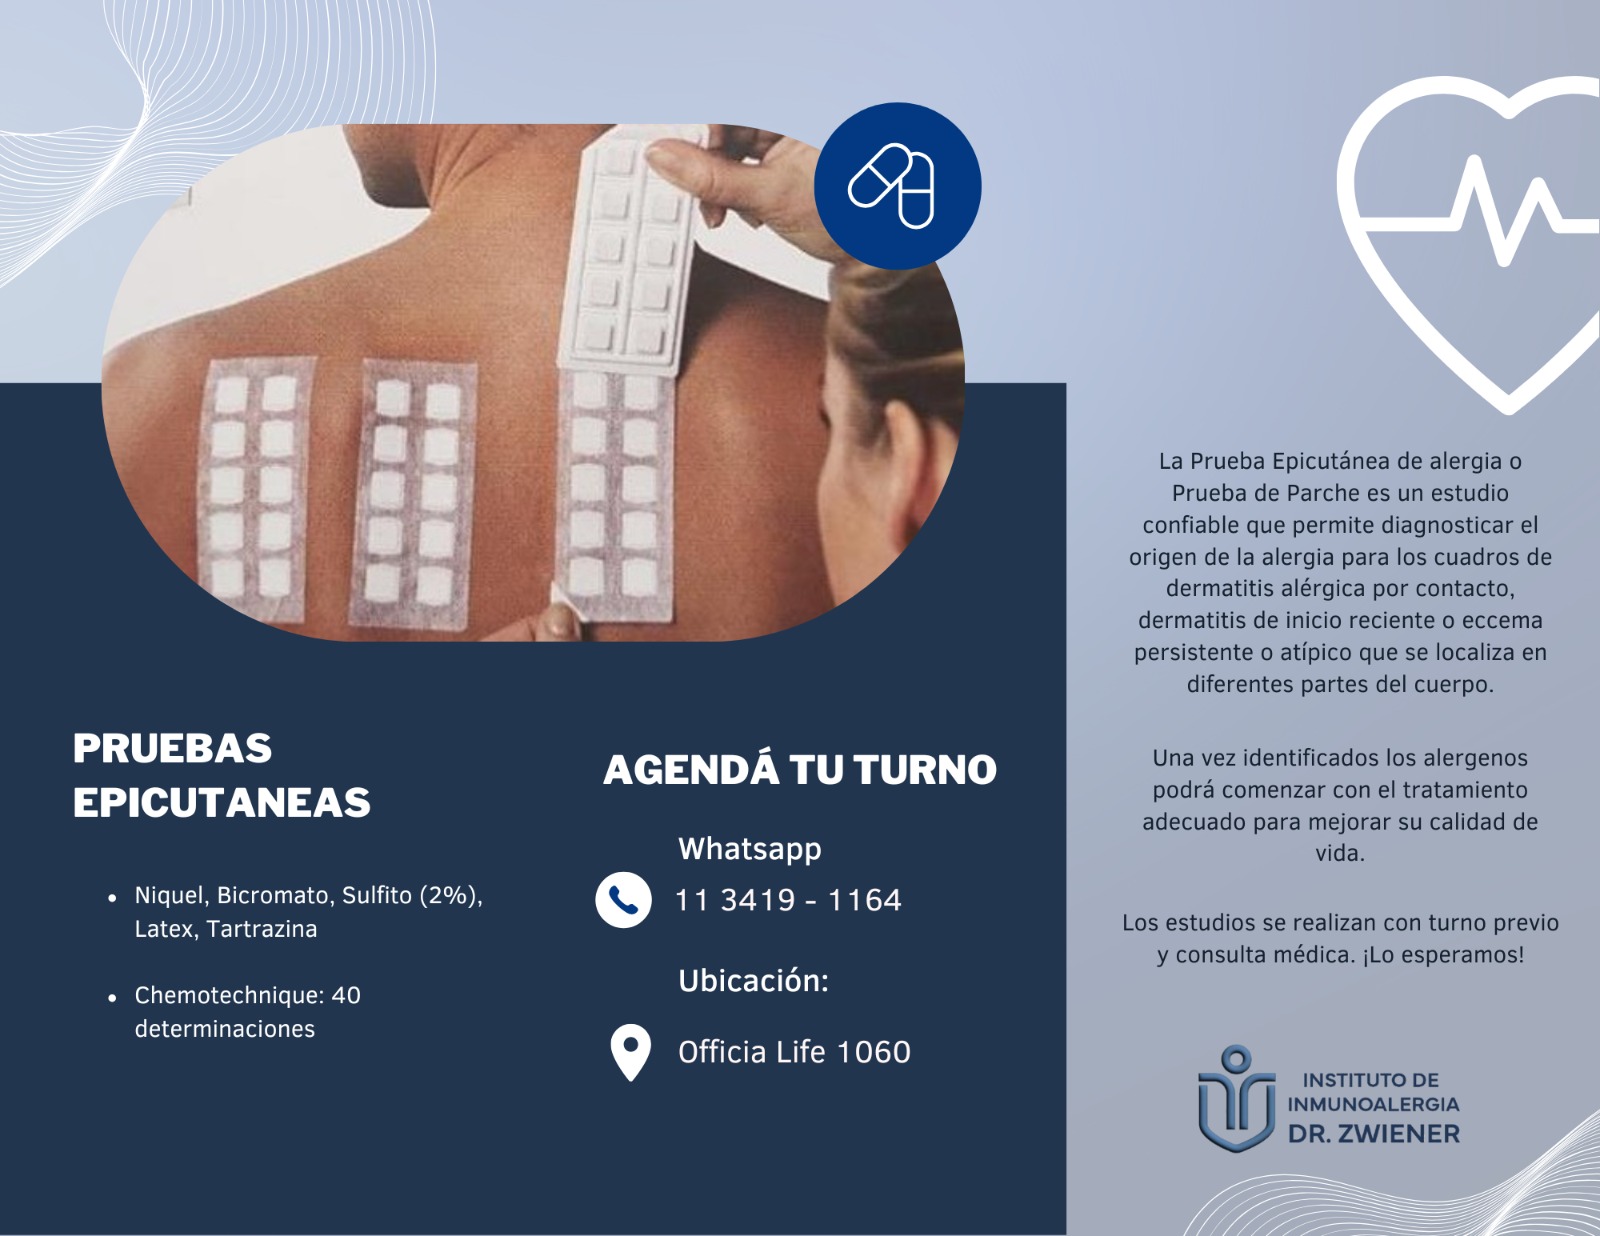 PRUEBAS
EPICUTANEAS
Niquel, Bicromato, Sulfito (2%),
Latex, Tartrazina
Chemotechnique: 40
determinaciones
AGENDÁ TU TURNO
Whatsapp
11 3419 - 1164
Ubicación:
Officia Life 1060
La Prueba Epicutánea de alergia o
Prueba de Parche es un estudio
confiable que permite diagnosticar el
origen de la alergia para los cuadros de
dermatitis alérgica por contacto,
dermatitis de inicio reciente o eccema
persistente o atípico que se localiza en
diferentes partes del cuerpo.
Una vez identificados los alergenos
podrá comenzar con el tratamiento
adecuado para mejorar su calidad de
vida.
Los estudios se realizan con turno previo
y consulta médica. ¡Lo esperamos!
INSTITUTO DE
INMUNOALERGIA
DR. ZWIENER